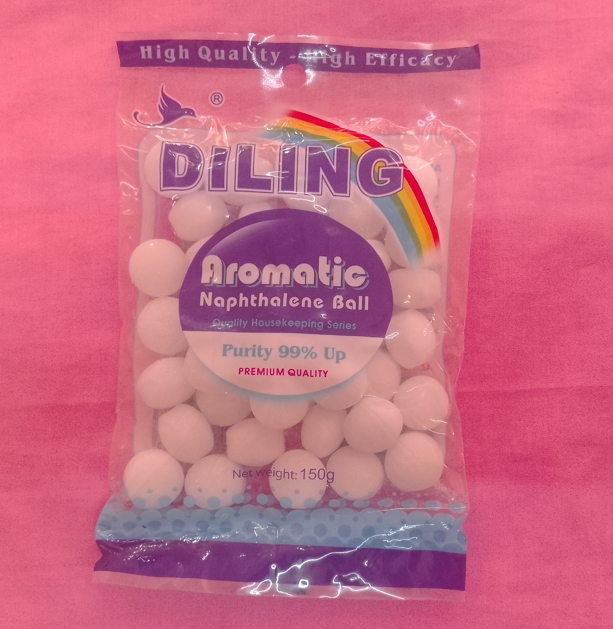 High Quality - High Efficacy
®
DILING
Aromatic
Naphthalene Ball
Quality Housekeeping Series
Purity 99% Up
PREMIUM QUALITY
Net weight: 150g